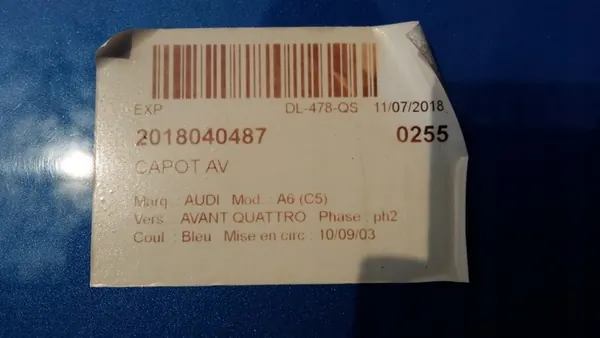 EXP DL-478-QS 11/07/2018
2018040487 0255
CAPOT AV
Marq : AUDI Mod : A6 (C5)
Vers : AVANT QUATTRO Phase : ph2
Coul : Bleu Mise en circ : 10/09/03